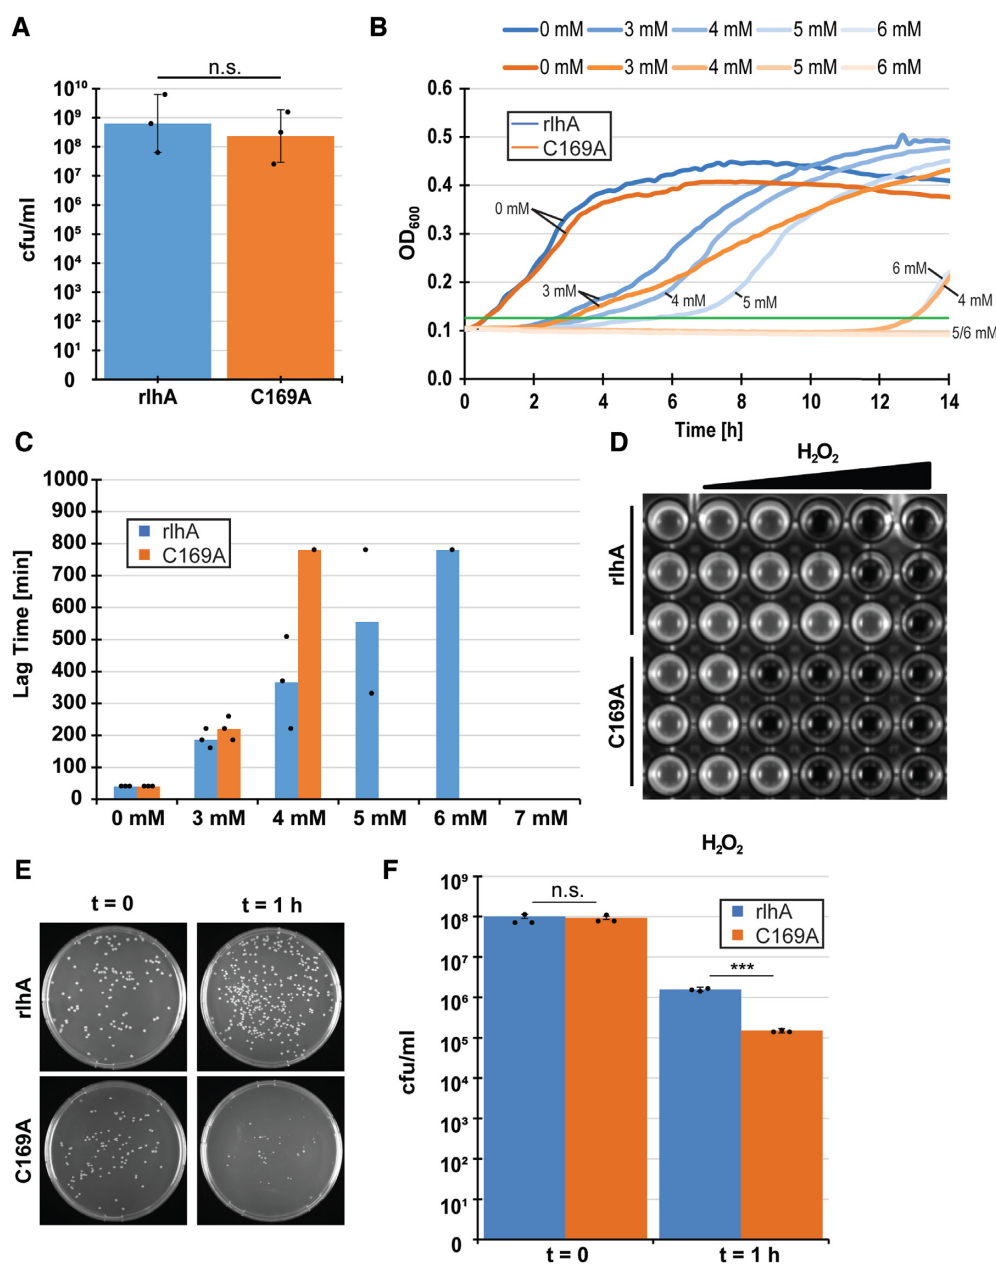 A
n.s.
10¹⁰
10⁹
10⁸
10⁷
10⁶
10⁵
10⁴
10³
10²
10¹
0
cfu/ml
rlhA C169A
B
0 mM 3 mM 4 mM 5 mM 6 mM
0 mM 3 mM 4 mM 5 mM 6 mM
0.6
0.5
0.4
0.3
0.2
0.1
0.0
OD₆₀₀
rlhA
C169A
0 mM
3 mM
4 mM
5 mM
6 mM
4 mM
5/6 mM
0 2 4 6 8 10 12 14
Time [h]
C
1000
900
800
700
600
500
400
300
200
100
0
Lag Time [min]
rlhA
C169A
0 mM 3 mM 4 mM 5 mM 6 mM 7 mM
H₂O₂
D
H₂O₂
rlhA
C169A
E
t = 0 t = 1 h
rlhA
C169A
F
10⁹
10⁸
10⁷
10⁶
10⁵
10⁴
10³
10²
10¹
0
cfu/ml
n.s.
rlhA
C169A
***
t = 0 t = 1 h